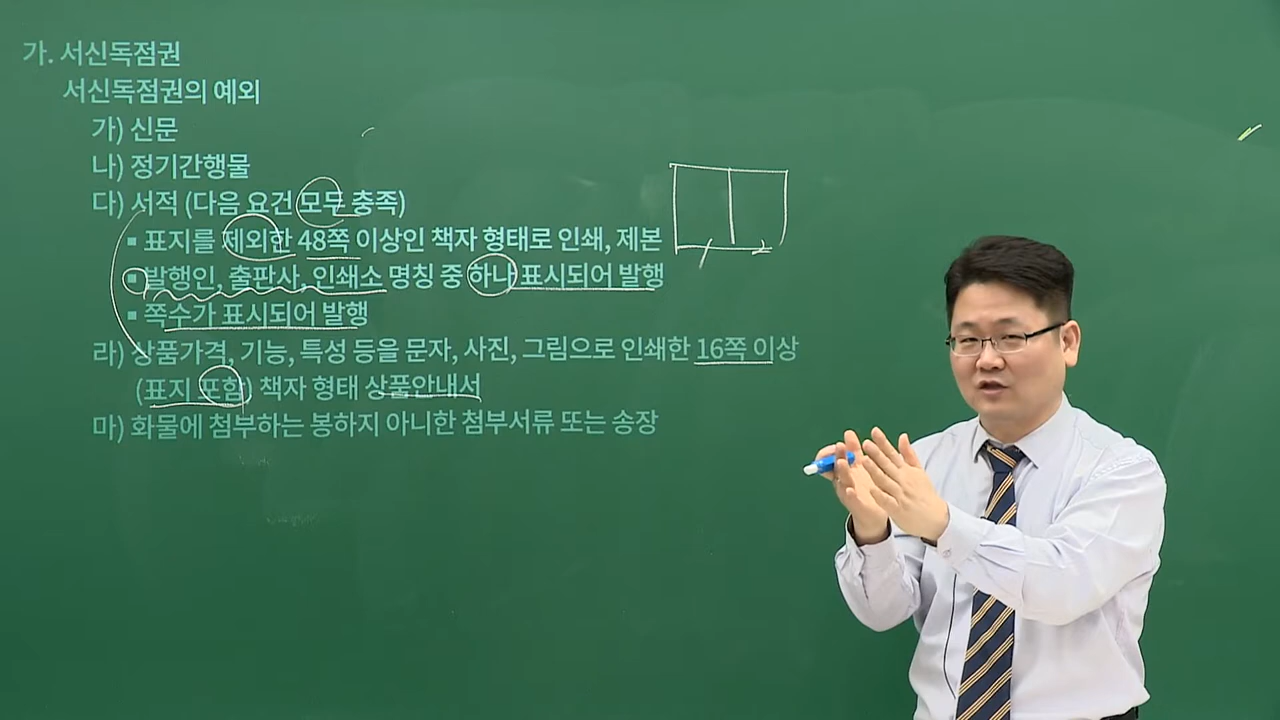 가. 서신독점권
서신독점권의 예외
가) 신문
나) 정기간행물
다) 서적 (다음 요건 모두 충족)
▪ 표지를 제외한 48쪽 이상인 책자 형태로 인쇄, 제본
▪ 발행인, 출판사, 인쇄소 명칭 중 하나 표시되어 발행
▪ 쪽수가 표시되어 발행
라) 상품가격, 기능, 특성 등을 문자, 사진, 그림으로 인쇄한 16쪽 이상
(표지 포함) 책자 형태 상품안내서
마) 화물에 첨부하는 봉하지 아니한 첨부서류 또는 송장
1 2